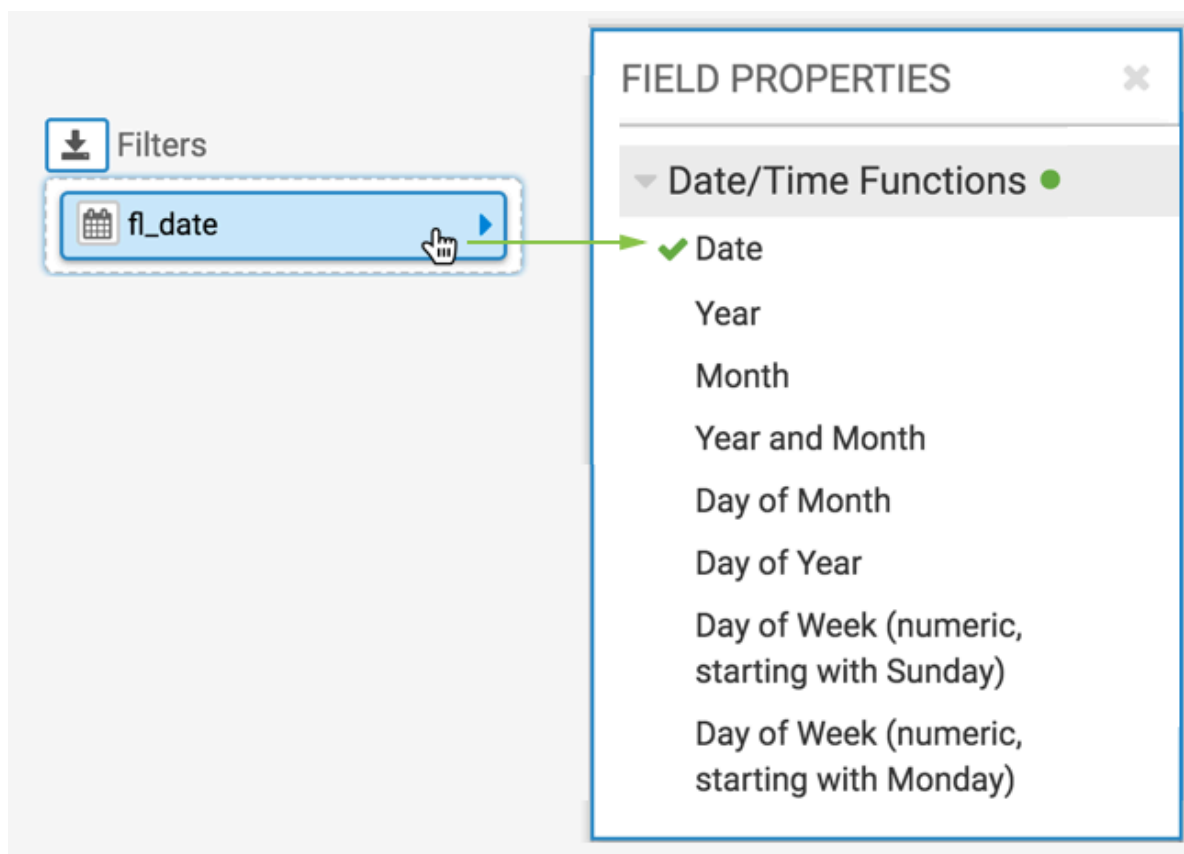 Filters
fl_date
FIELD PROPERTIES
Date/Time Functions
Date
Year
Month
Year and Month
Day of Month
Day of Year
Day of Week (numeric,
starting with Sunday)
Day of Week (numeric,
starting with Monday)